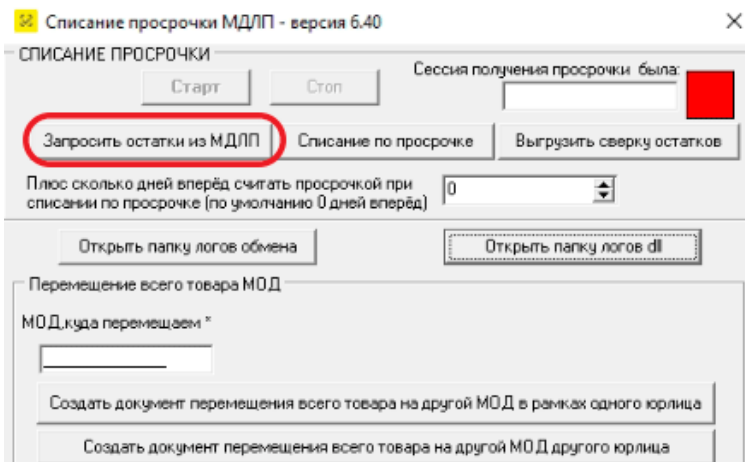 Списание просрочки МДЛП - версия 6.40
СПИСАНИЕ ПРОСРОЧКИ
Старт
Стоп
Сессия получения просрочки была:
Запросить остатки из МДЛП
Списание по просрочке
Выгрузить сверку остатков
Плюс сколько дней вперёд считать просрочкой при
списании по просрочке (по умолчанию 0 дней вперёд)
0
Открыть папку логов обмена
Открыть папку логов dll
Перемещение всего товара МОД
МОД,куда перемещаем *
Создать документ перемещения всего товара на другой МОД в рамках одного юрлица
Создать документ перемещения всего товара на другой МОД другого юрлица